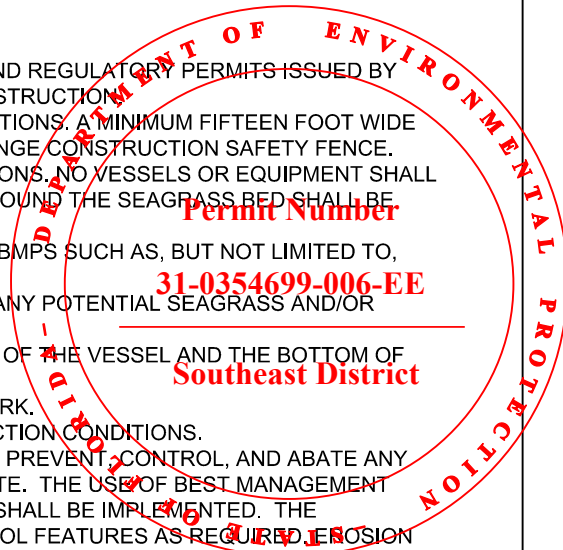 ND REGULATORY PERMITS ISSUED BY
STRUCTION.
TIONS. A MINIMUM FIFTEEN FOOT WIDE
NGE CONSTRUCTION SAFETY FENCE.
ONS. NO VESSELS OR EQUIPMENT SHALL
OUND THE SEAGRASS BED SHALL BE
BMPS SUCH AS, BUT NOT LIMITED TO,
ANY POTENTIAL SEAGRASS AND/OR
OF THE VESSEL AND THE BOTTOM OF
RK.
CTION CONDITIONS.
PREVENT, CONTROL, AND ABATE ANY
TE. THE USE OF BEST MANAGEMENT
SHALL BE IMPLEMENTED. THE
OL FEATURES AS REQUIRED. EROSION
DEPARTMENT OF ENVIRONMENTAL PROTECTION
Permit Number
31-0354699-006-EE
Southeast District
-STATE OF FLORIDA-